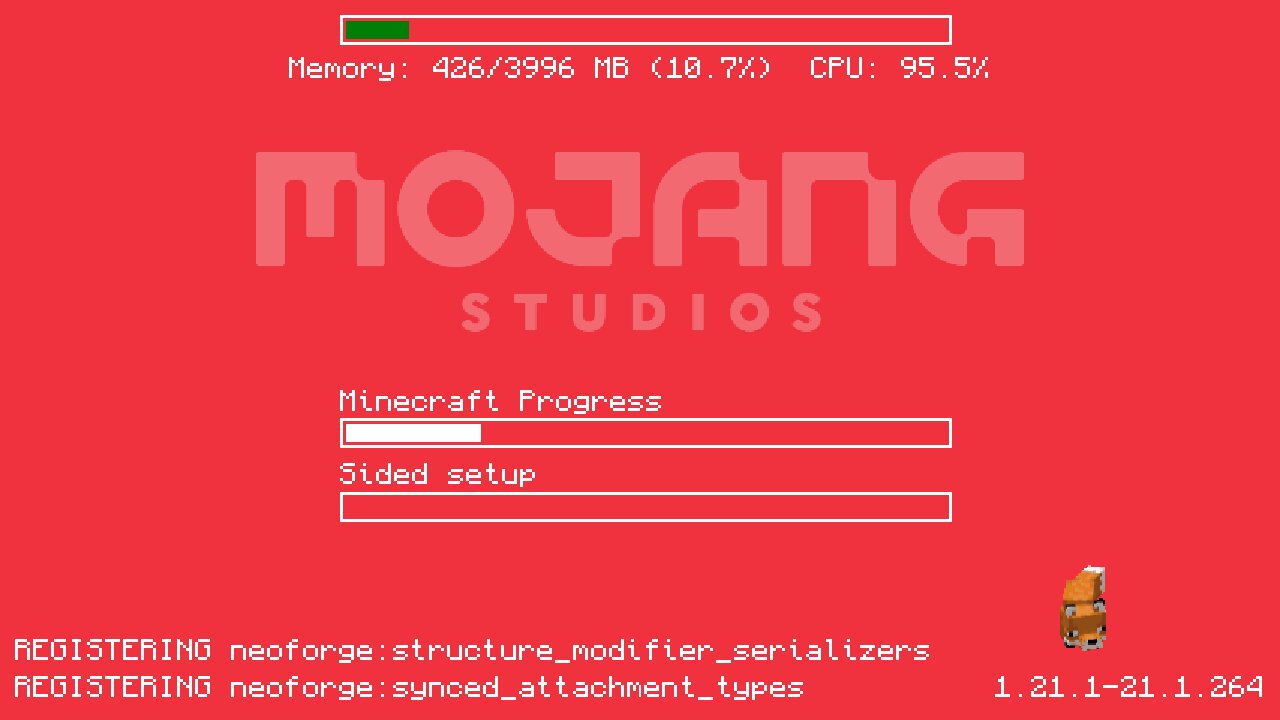 Memory: 426/3996 MB (10.7%)  CPU: 95.5%
MOJANG
STUDIOS
Minecraft Progress
Sided setup
REGISTERING neoforge:structure_modifier_serializers
REGISTERING neoforge:synced_attachment_types
1.21.1-21.1.264